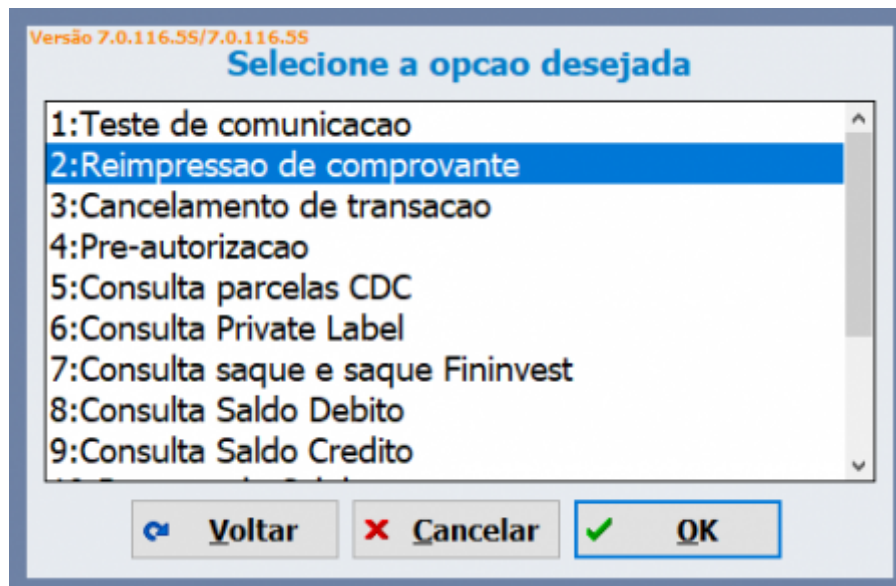 Versão 7.0.116.5S/7.0.116.5S
Selecione a opcao desejada
1:Teste de comunicacao
2:Reimpressao de comprovante
3:Cancelamento de transacao
4:Pre-autorizacao
5:Consulta parcelas CDC
6:Consulta Private Label
7:Consulta saque e saque Fininvest
8:Consulta Saldo Debito
9:Consulta Saldo Credito
Voltar
Cancelar
OK